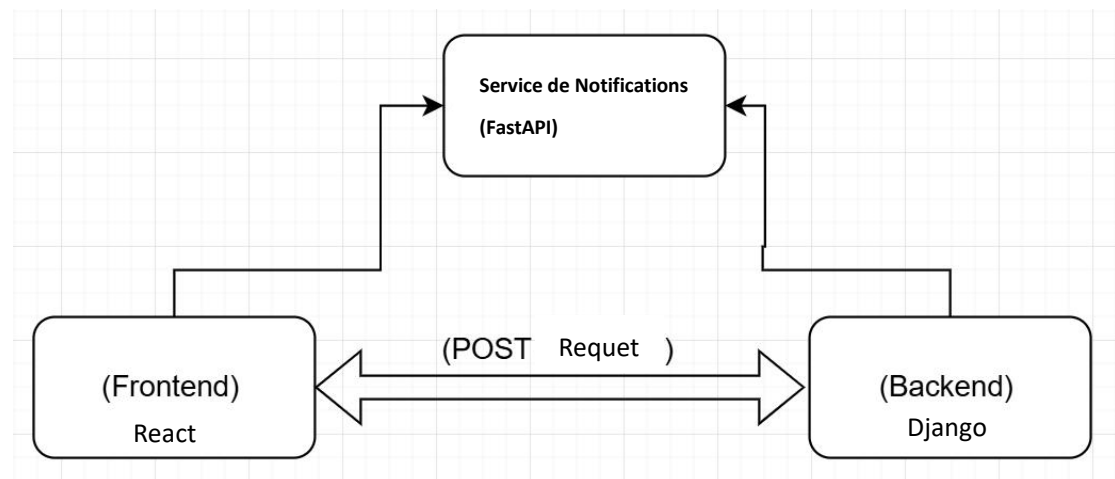 Service de Notifications
(FastAPI)
(POST Requet )
(Frontend)
React
(Backend)
Django